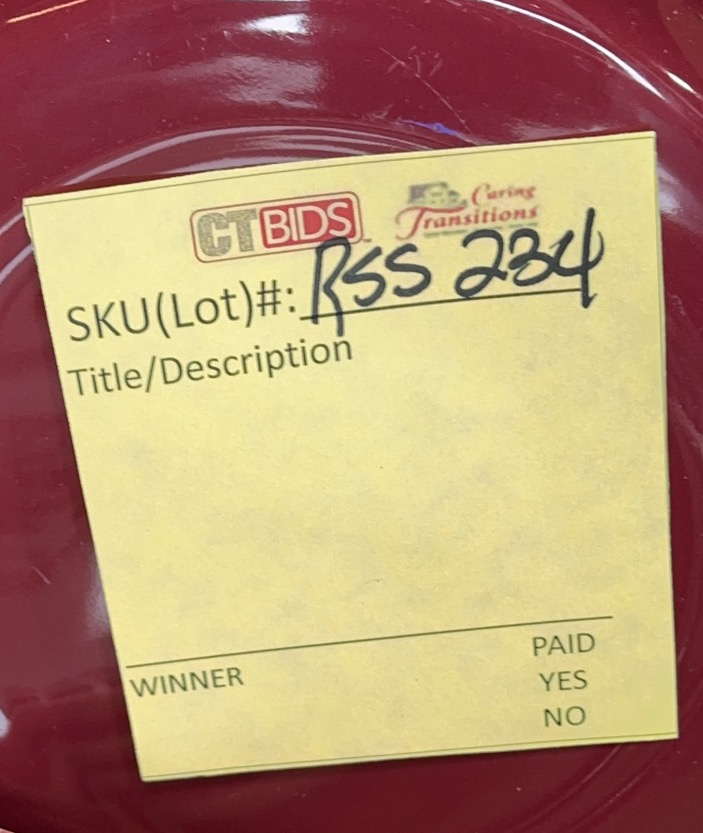 CTBIDS Caring Transitions
SKU(Lot)#: RSS 234
Title/Description
PAID
WINNER YES
NO